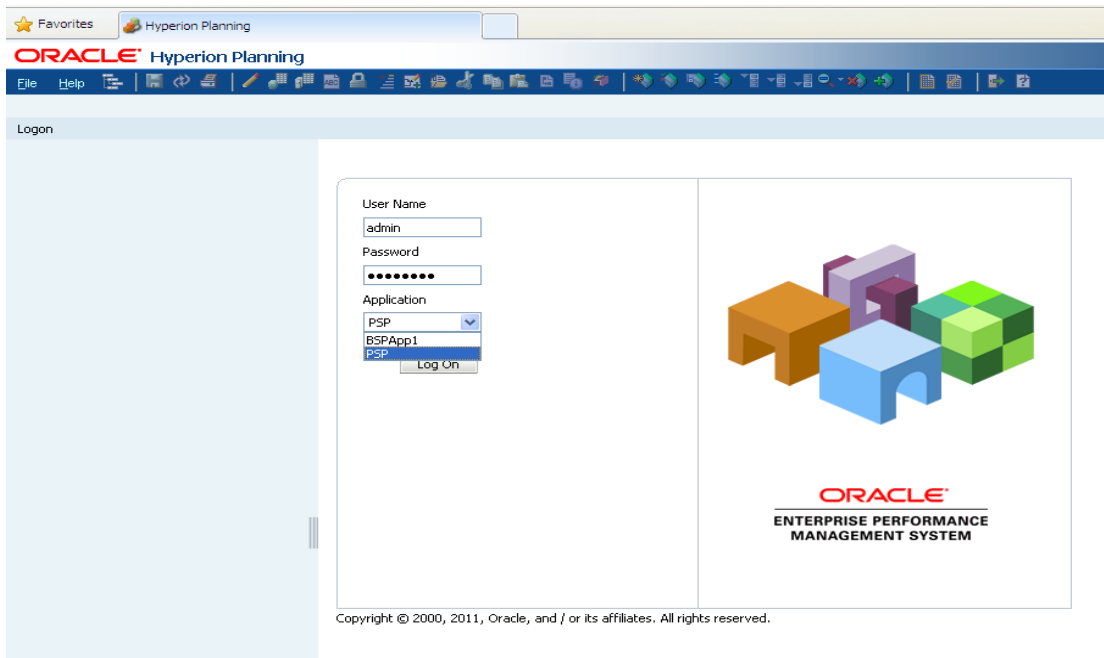 Favorites
Hyperion Planning
ORACLE® Hyperion Planning
File Help
Logon
User Name
admin
Password
••••••••
Application
PSP
BSPApp1
PSP
Log On
ORACLE®
ENTERPRISE PERFORMANCE
MANAGEMENT SYSTEM
Copyright © 2000, 2011, Oracle, and / or its affiliates. All rights reserved.